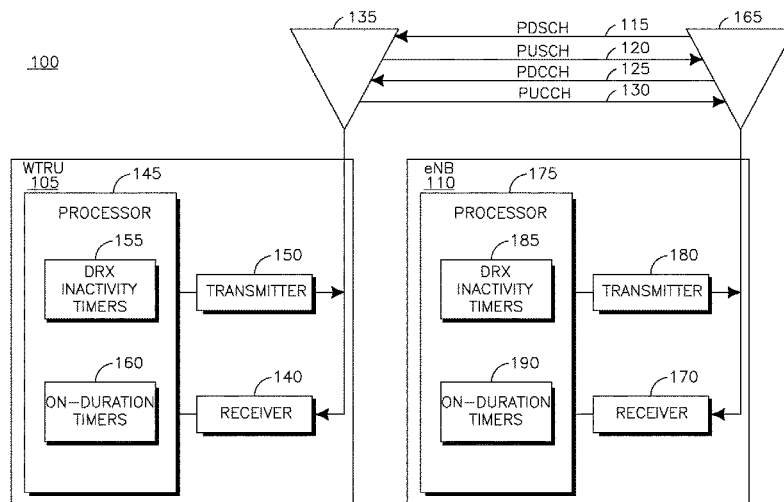 135
165
PDSCH
115
PUSCH
120
PDCCH
125
PUCCH
130
100
WTRU
105
145
PROCESSOR
155
DRX
INACTIVITY
TIMERS
150
TRANSMITTER
160
ON-DURATION
TIMERS
140
RECEIVER
eNB
110
175
PROCESSOR
185
DRX
INACTIVITY
TIMERS
180
TRANSMITTER
190
ON-DURATION
TIMERS
170
RECEIVER